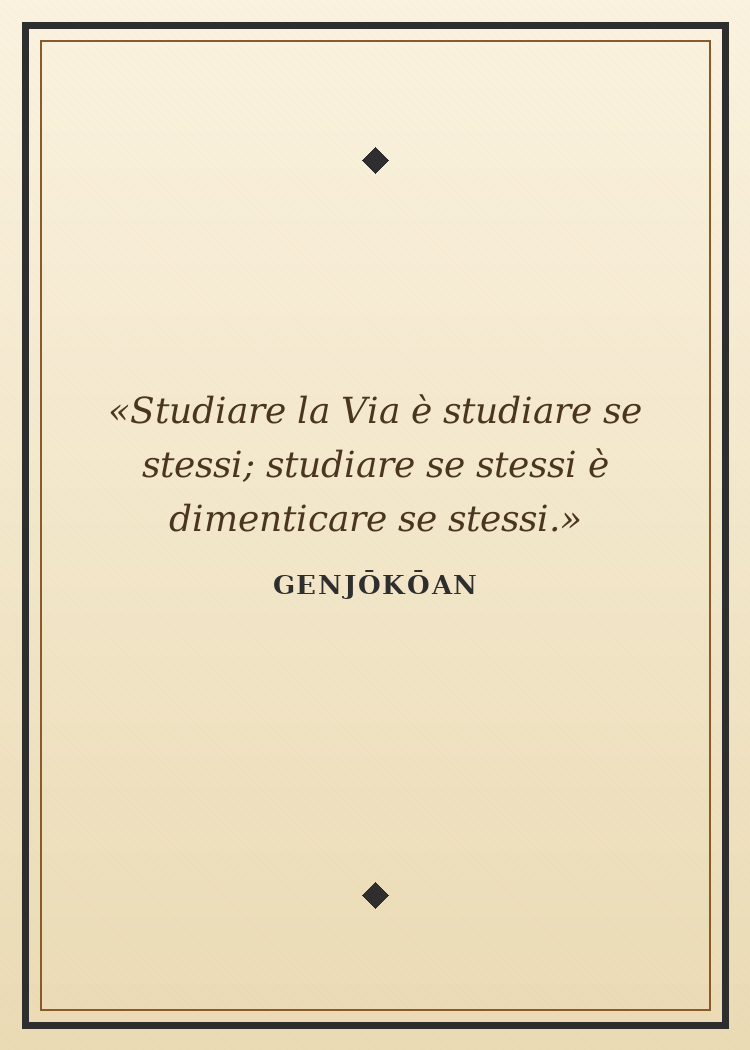 «Studiare la Via è studiare se
stessi; studiare se stessi è
dimenticare se stessi.»
GENJŌKŌAN